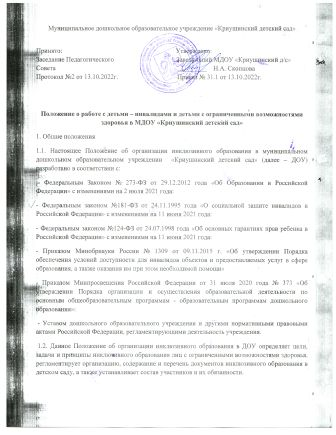 Муниципальное дошкольное образовательное учреждение «Криушинский детский сад»
Принято: Утверждаю:
Заседание Педагогического Заведующий МДОУ «Криушинский д/с»
Совета Н.А. Скопцова
Протокол №2 от 13.10.2022г. Приказ № 31.1 от 13.10.2022г.
Положение о работе с детьми – инвалидами и детьми с ограниченными возможностями
здоровья в МДОУ «Криушинский детский сад»
1. Общие положения
1.1. Настоящее Положение об организации инклюзивного образования в муниципальном
дошкольном образовательном учреждении «Криушинский детский сад» (далее – ДОУ)
разработано в соответствии с:
- Федеральным Законом № 273-ФЗ от 29.12.2012 года «Об Образовании в Российской
Федерации» с изменениями на 2 июля 2021 года:
- Федеральным законом №181-ФЗ от 24.11.1995 года «О социальной защите инвалидов в
Российской Федерации» с изменениями на 11 июня 2021 года:
- Федеральным законом №124-ФЗ от 24.07.1998 года «Об основных гарантиях прав ребенка в
Российской Федерации» с изменениями на 11 июня 2021 года:
- Приказом Минобрнауки России № 1309 от 09.11.2015 г. «Об утверждении Порядка
обеспечения условий доступности для инвалидов объектов и предоставляемых услуг в сфере
образования, а также оказания им при этом необходимой помощи»
- Приказом Минпросвещения Российской Федерации от 31 июля 2020 года № 373 «Об
утверждении Порядка организации и осуществления образовательной деятельности по
основным общеобразовательным программам - образовательным программам дошкольного
образования»:
- Уставом дошкольного образовательного учреждения и другими нормативными правовыми
актами Российской Федерации, регламентирующими деятельность учреждения.
1.2. Данное Положение об организации инклюзивного образования в ДОУ определяет цели,
задачи и принципы инклюзивного образования лиц с ограниченными возможностями здоровья,
регламентирует организацию, содержание и перечень документов инклюзивного образования в
детском саду, а также устанавливает состав участников и их обязанности.